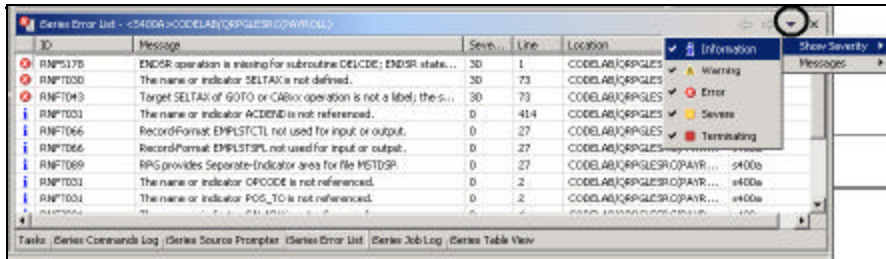 iSeries Error List - <S400A>CODELAB/QRPGLESRC(PAYROLL)
ID Message Seve... Line Location
RNF5178 ENDSR operation is missing for subroutine DELCDE; ENDSR state... 30 1 CODELAB/QRPGLES
RNF7030 The name or indicator SELTAX is not defined. 30 73 CODELAB/QRPGLES
RNF7043 Target SELTAX of GOTO or CABxx operation is not a label; the s... 30 73 CODELAB/QRPGLES
RNF7031 The name or indicator ACDEND is not referenced. 0 414 CODELAB/QRPGLES
RNF7066 Record-Format EMPLSTCTL not used for input or output. 0 27 CODELAB/QRPGLES
RNF7066 Record-Format EMPLSTSFL not used for input or output. 0 27
RNF7089 RPG provides Separate-Indicator area for file MSTDSP. 0 27 CODELAB/QRPGLESRC(PAYR... s400a
RNF7031 The name or indicator OPCODE is not referenced. 0 2 CODELAB/QRPGLESRC(PAYR... s400a
RNF7031 The name or indicator POS_TO is not referenced. 0 2 CODELAB/QRPGLESRC(PAYR... s400a
Information
Warning
Error
Severe
Terminating
Show Severity
Messages
Tasks iSeries Commands Log iSeries Source Prompter iSeries Error List iSeries Job Log iSeries Table View